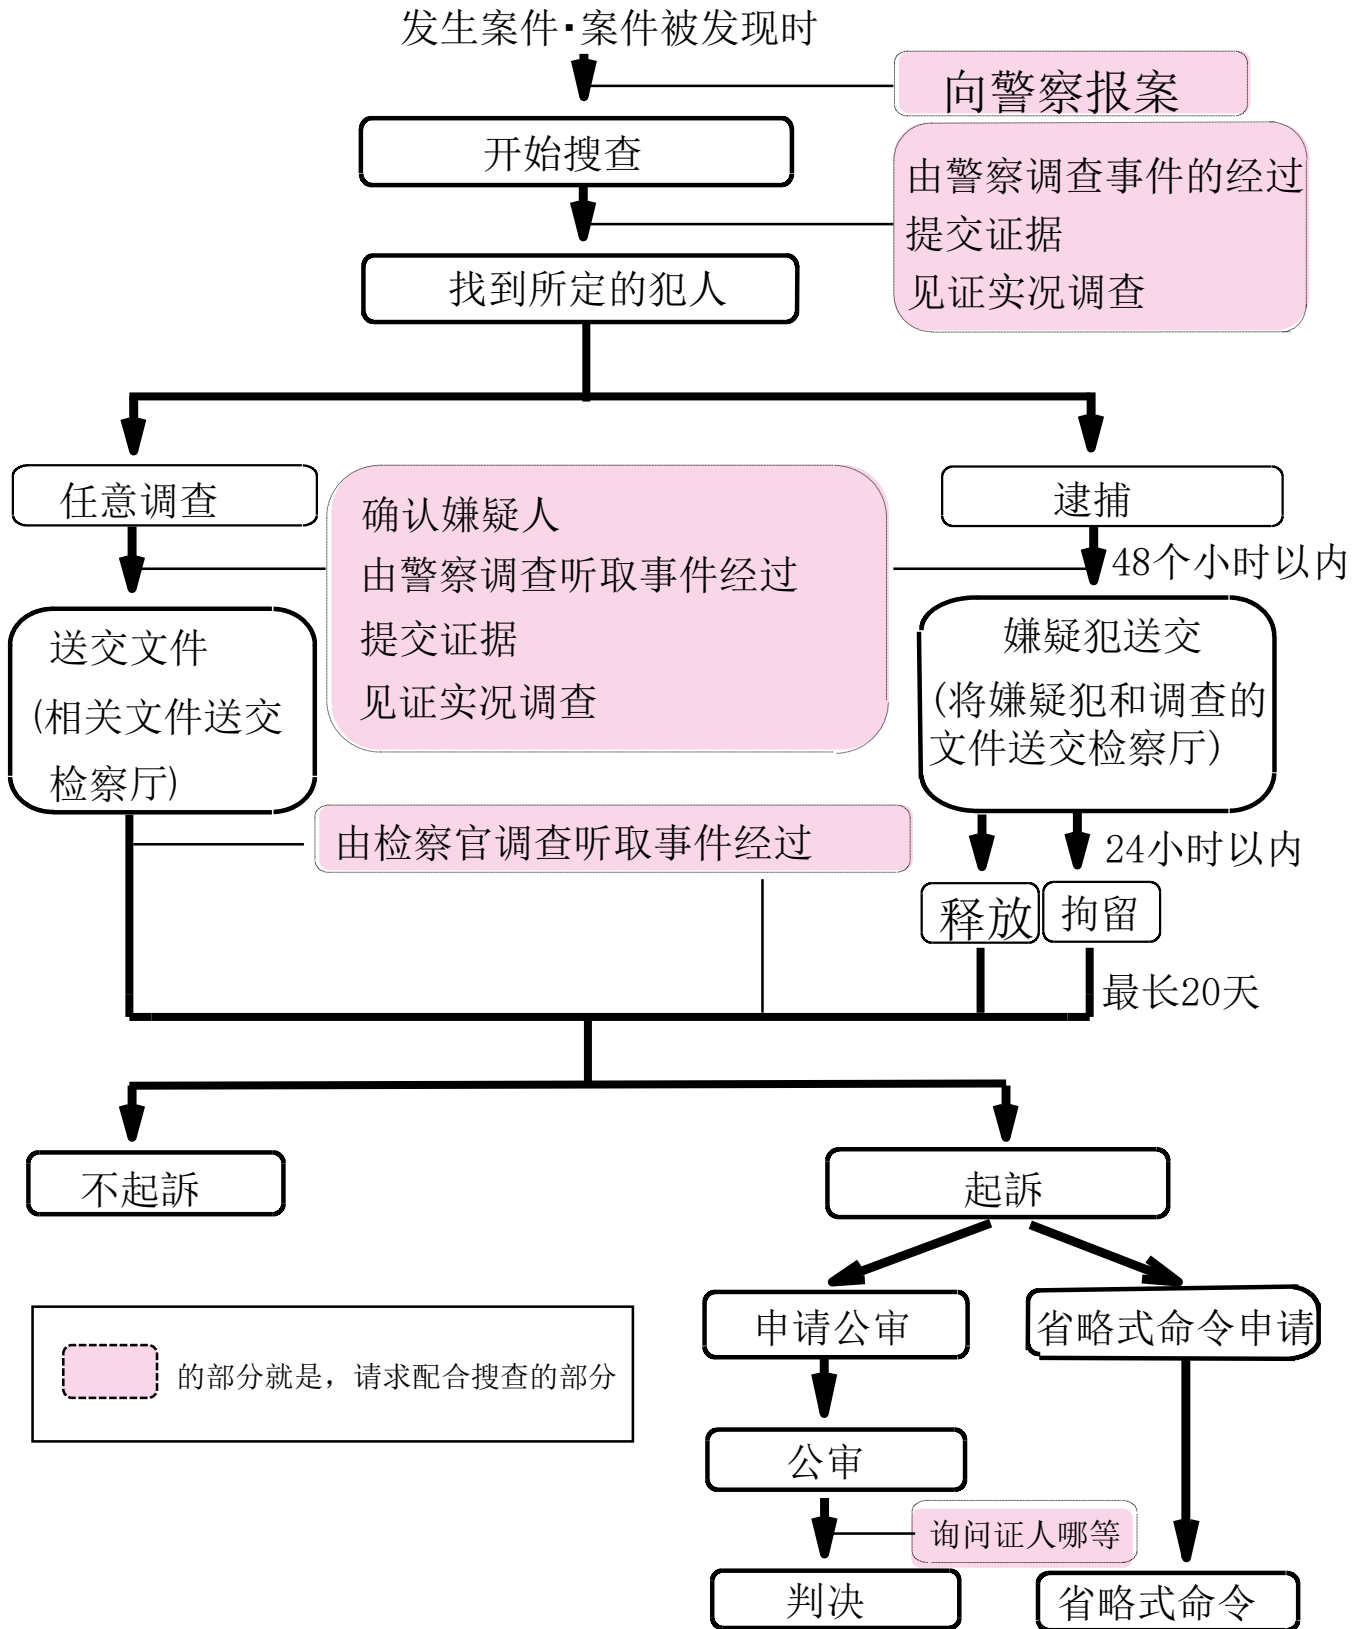 发生案件·案件被发现时
向警察报案
开始搜查
由警察调查事件的经过
提交证据
见证实况调查
找到所定的犯人
任意调查
确认嫌疑人
由警察调查听取事件经过
提交证据
见证实况调查
逮捕
48个小时以内
送交文件
(相关文件送交
检察厅)
嫌疑犯送交
(将嫌疑犯和调查的
文件送交检察厅)
由检察官调查听取事件经过
24小时以内
释放
拘留
最长20天
不起訴
起訴
申请公审
省略式命令申请
的部分就是，请求配合搜查的部分
公审
询问证人哪等
判决
省略式命令